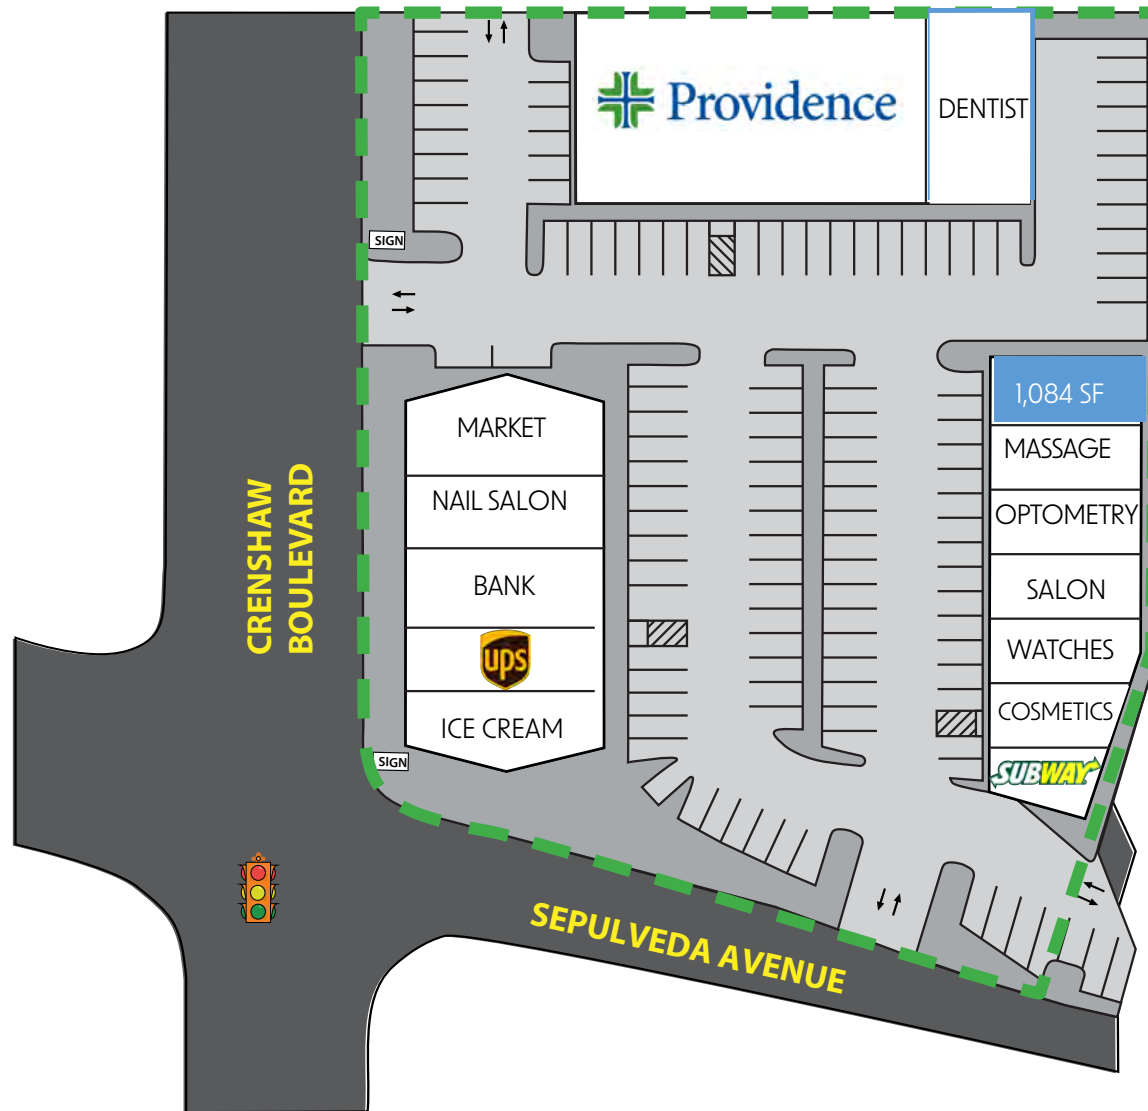 Providence
DENTIST
SIGN
1,084 SF
MARKET
MASSAGE
NAIL SALON
OPTOMETRY
CRENSHAW
BOULEVARD
BANK
SALON
ups
WATCHES
ICE CREAM
COSMETICS
SIGN
SUBWAY
SEPULVEDA AVENUE